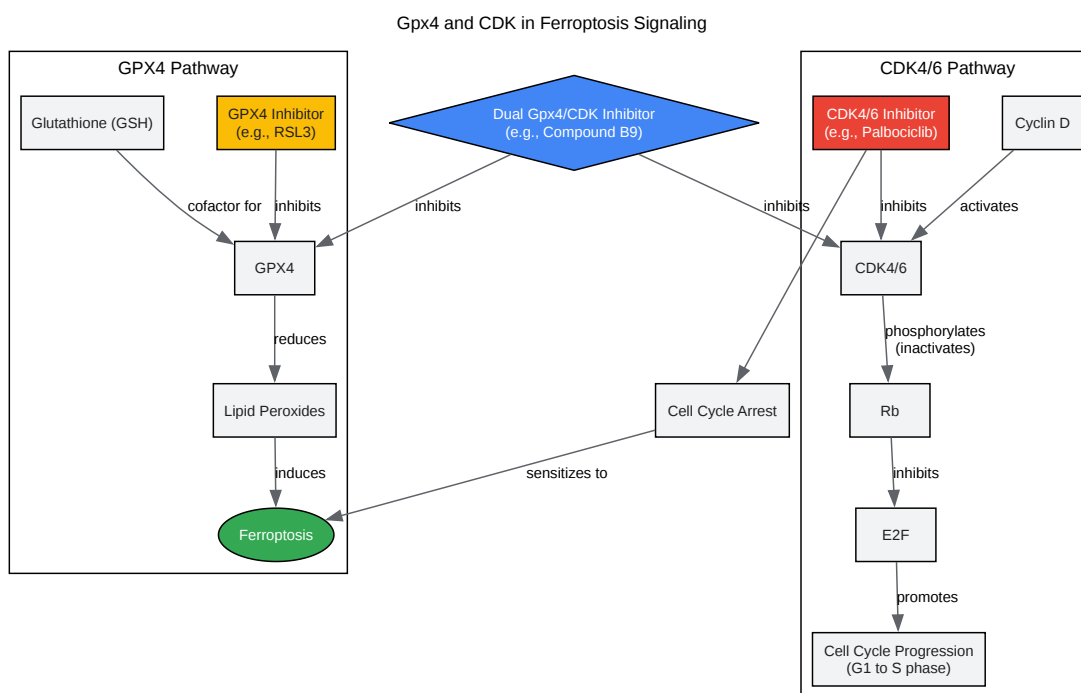 Gpx4 and CDK in Ferroptosis Signaling
GPX4 Pathway
CDK4/6 Pathway
Glutathione (GSH)
GPX4 Inhibitor
(e.g., RSL3)
Dual Gpx4/CDK Inhibitor
(e.g., Compound B9)
CDK4/6 Inhibitor
(e.g., Palbociclib)
Cyclin D
cofactor for
inhibits
inhibits
inhibits
inhibits
activates
GPX4
CDK4/6
reduces
phosphorylates
(inactivates)
Lipid Peroxides
Cell Cycle Arrest
Rb
induces
sensitizes to
inhibits
Ferroptosis
E2F
promotes
Cell Cycle Progression
(G1 to S phase)